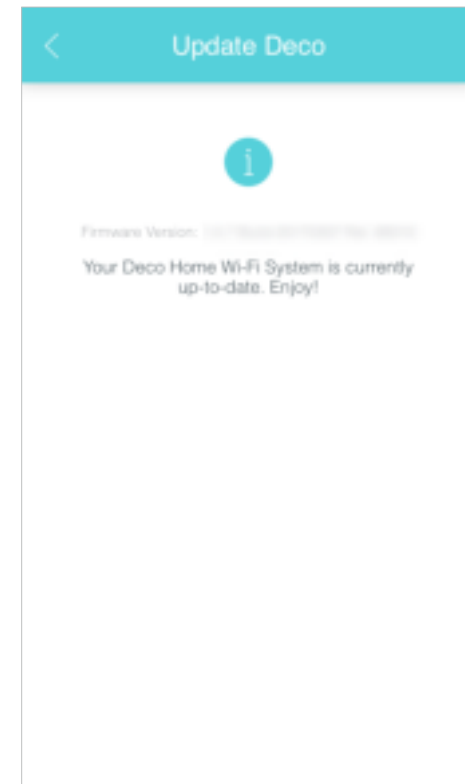 Update Deco
Firmware Version:
Your Deco Home Wi-Fi System is currently
up-to-date. Enjoy!